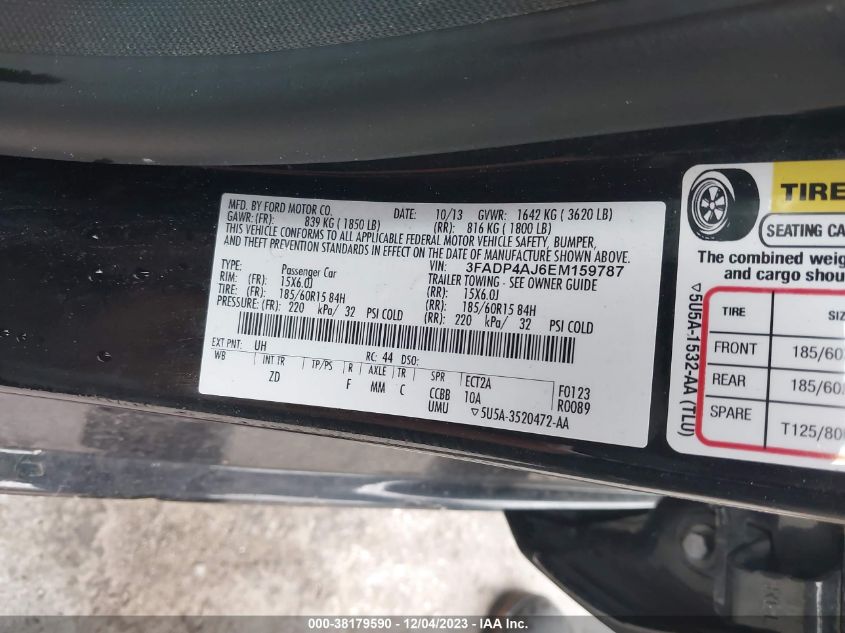 MFD. BY FORD MOTOR CO. DATE: 10/13 GVWR: 1642 KG ( 3620 LB)
GAWR: (FR): 839 KG ( 1850 LB) (RR): 816 KG ( 1800 LB)
THIS VEHICLE CONFORMS TO ALL APPLICABLE FEDERAL MOTOR VEHICLE SAFETY, BUMPER,
AND THEFT PREVENTION STANDARDS IN EFFECT ON THE DATE OF MANUFACTURE SHOWN ABOVE.
VIN: 3FADP4AJ6EM159787
TYPE: Passenger Car TRAILER TOWING - SEE OWNER GUIDE
RIM: (FR): 15X6.0J (RR): 15X6.0J
TIRE: (FR): 185/60R15 84H (RR): 185/60R15 84H
PRESSURE: (FR): 220 kPa/ 32 PSI COLD (RR): 220 kPa/ 32 PSI COLD
EXT PNT: UH RC: 44 DSO:
WB INT TR TP/PS R AXLE TR SPR ECT2A F0123
ZD F MM C CCBB 10A R0089
UMU ▽5U5A-3520472-AA
TIRE
SEATING CA
The combined weig
and cargo shou
TIRE SIZ
FRONT 185/60
REAR 185/60
SPARE T125/80
▽5U5A-1532-AA (TLU)
000-38179590 - 12/04/2023 - IAA Inc.